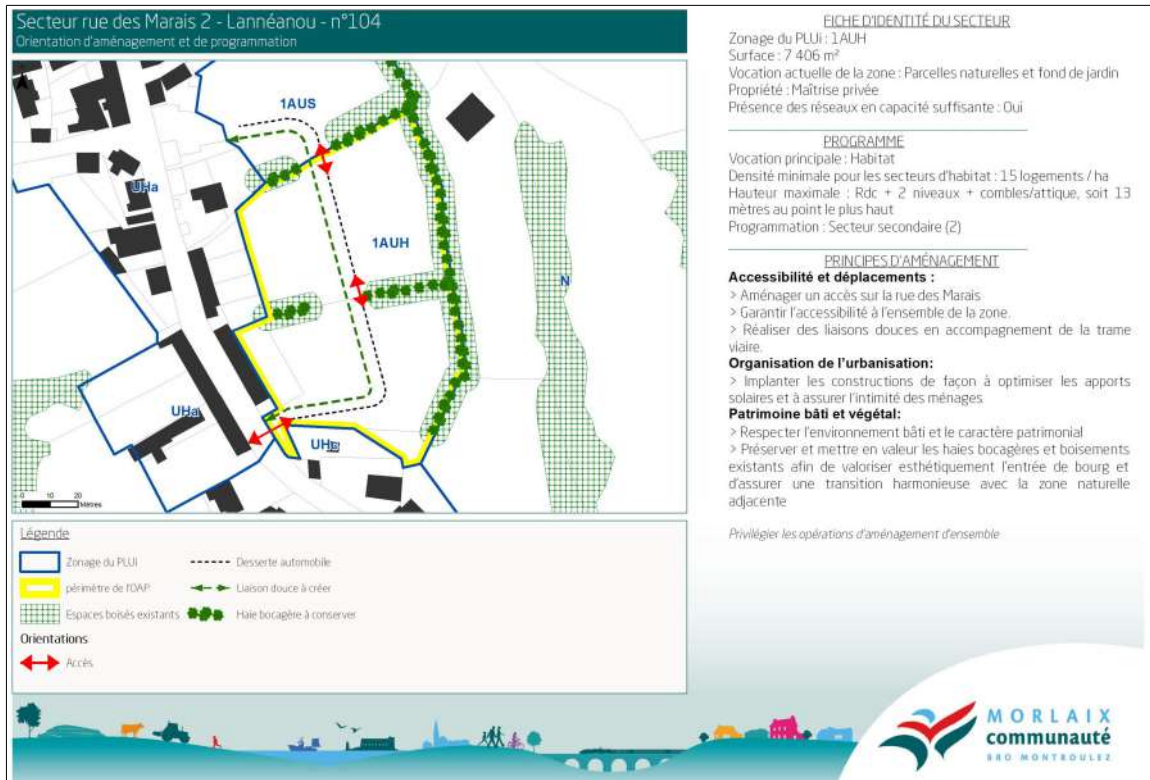 Secteur rue des Marais 2 - Lannéanou - n°104
Orientation d'aménagement et de programmation
1AUS
UHa
1AUH
N
UHa
UHa
0 10 20
Mètres
Légende
Zonage du PLUi
Desserte automobile
périmètre de l'OAP
Liaison douce à créer
Espaces boisés existants
Haie bocagère à conserver
Orientations
Accès
FICHE D'IDENTITÉ DU SECTEUR
Zonage du PLUi : 1AUH
Surface : 7 406 m²
Vocation actuelle de la zone : Parcelles naturelles et fond de jardin
Propriété : Maîtrise privée
Présence des réseaux en capacité suffisante : Oui
PROGRAMME
Vocation principale : Habitat
Densité minimale pour les secteurs d'habitat : 15 logements / ha
Hauteur maximale : Rdc + 2 niveaux + combles/attique, soit 13
mètres au point le plus haut
Programmation : Secteur secondaire (2)
PRINCIPES D'AMÉNAGEMENT
Accessibilité et déplacements :
> Aménager un accès sur la rue des Marais
> Garantir l'accessibilité à l'ensemble de la zone.
> Réaliser des liaisons douces en accompagnement de la trame
viaire.
Organisation de l'urbanisation:
> Implanter les constructions de façon à optimiser les apports
solaires et à assurer l'intimité des ménages
Patrimoine bâti et végétal:
> Respecter l'environnement bâti et le caractère patrimonial
> Préserver et mettre en valeur les haies bocagères et boisements
existants afin de valoriser esthétiquement l'entrée de bourg et
d'assurer une transition harmonieuse avec la zone naturelle
adjacente
Privilégier les opérations d'aménagement d'ensemble
MORLAIX
communauté
BRO MONTROULEZ